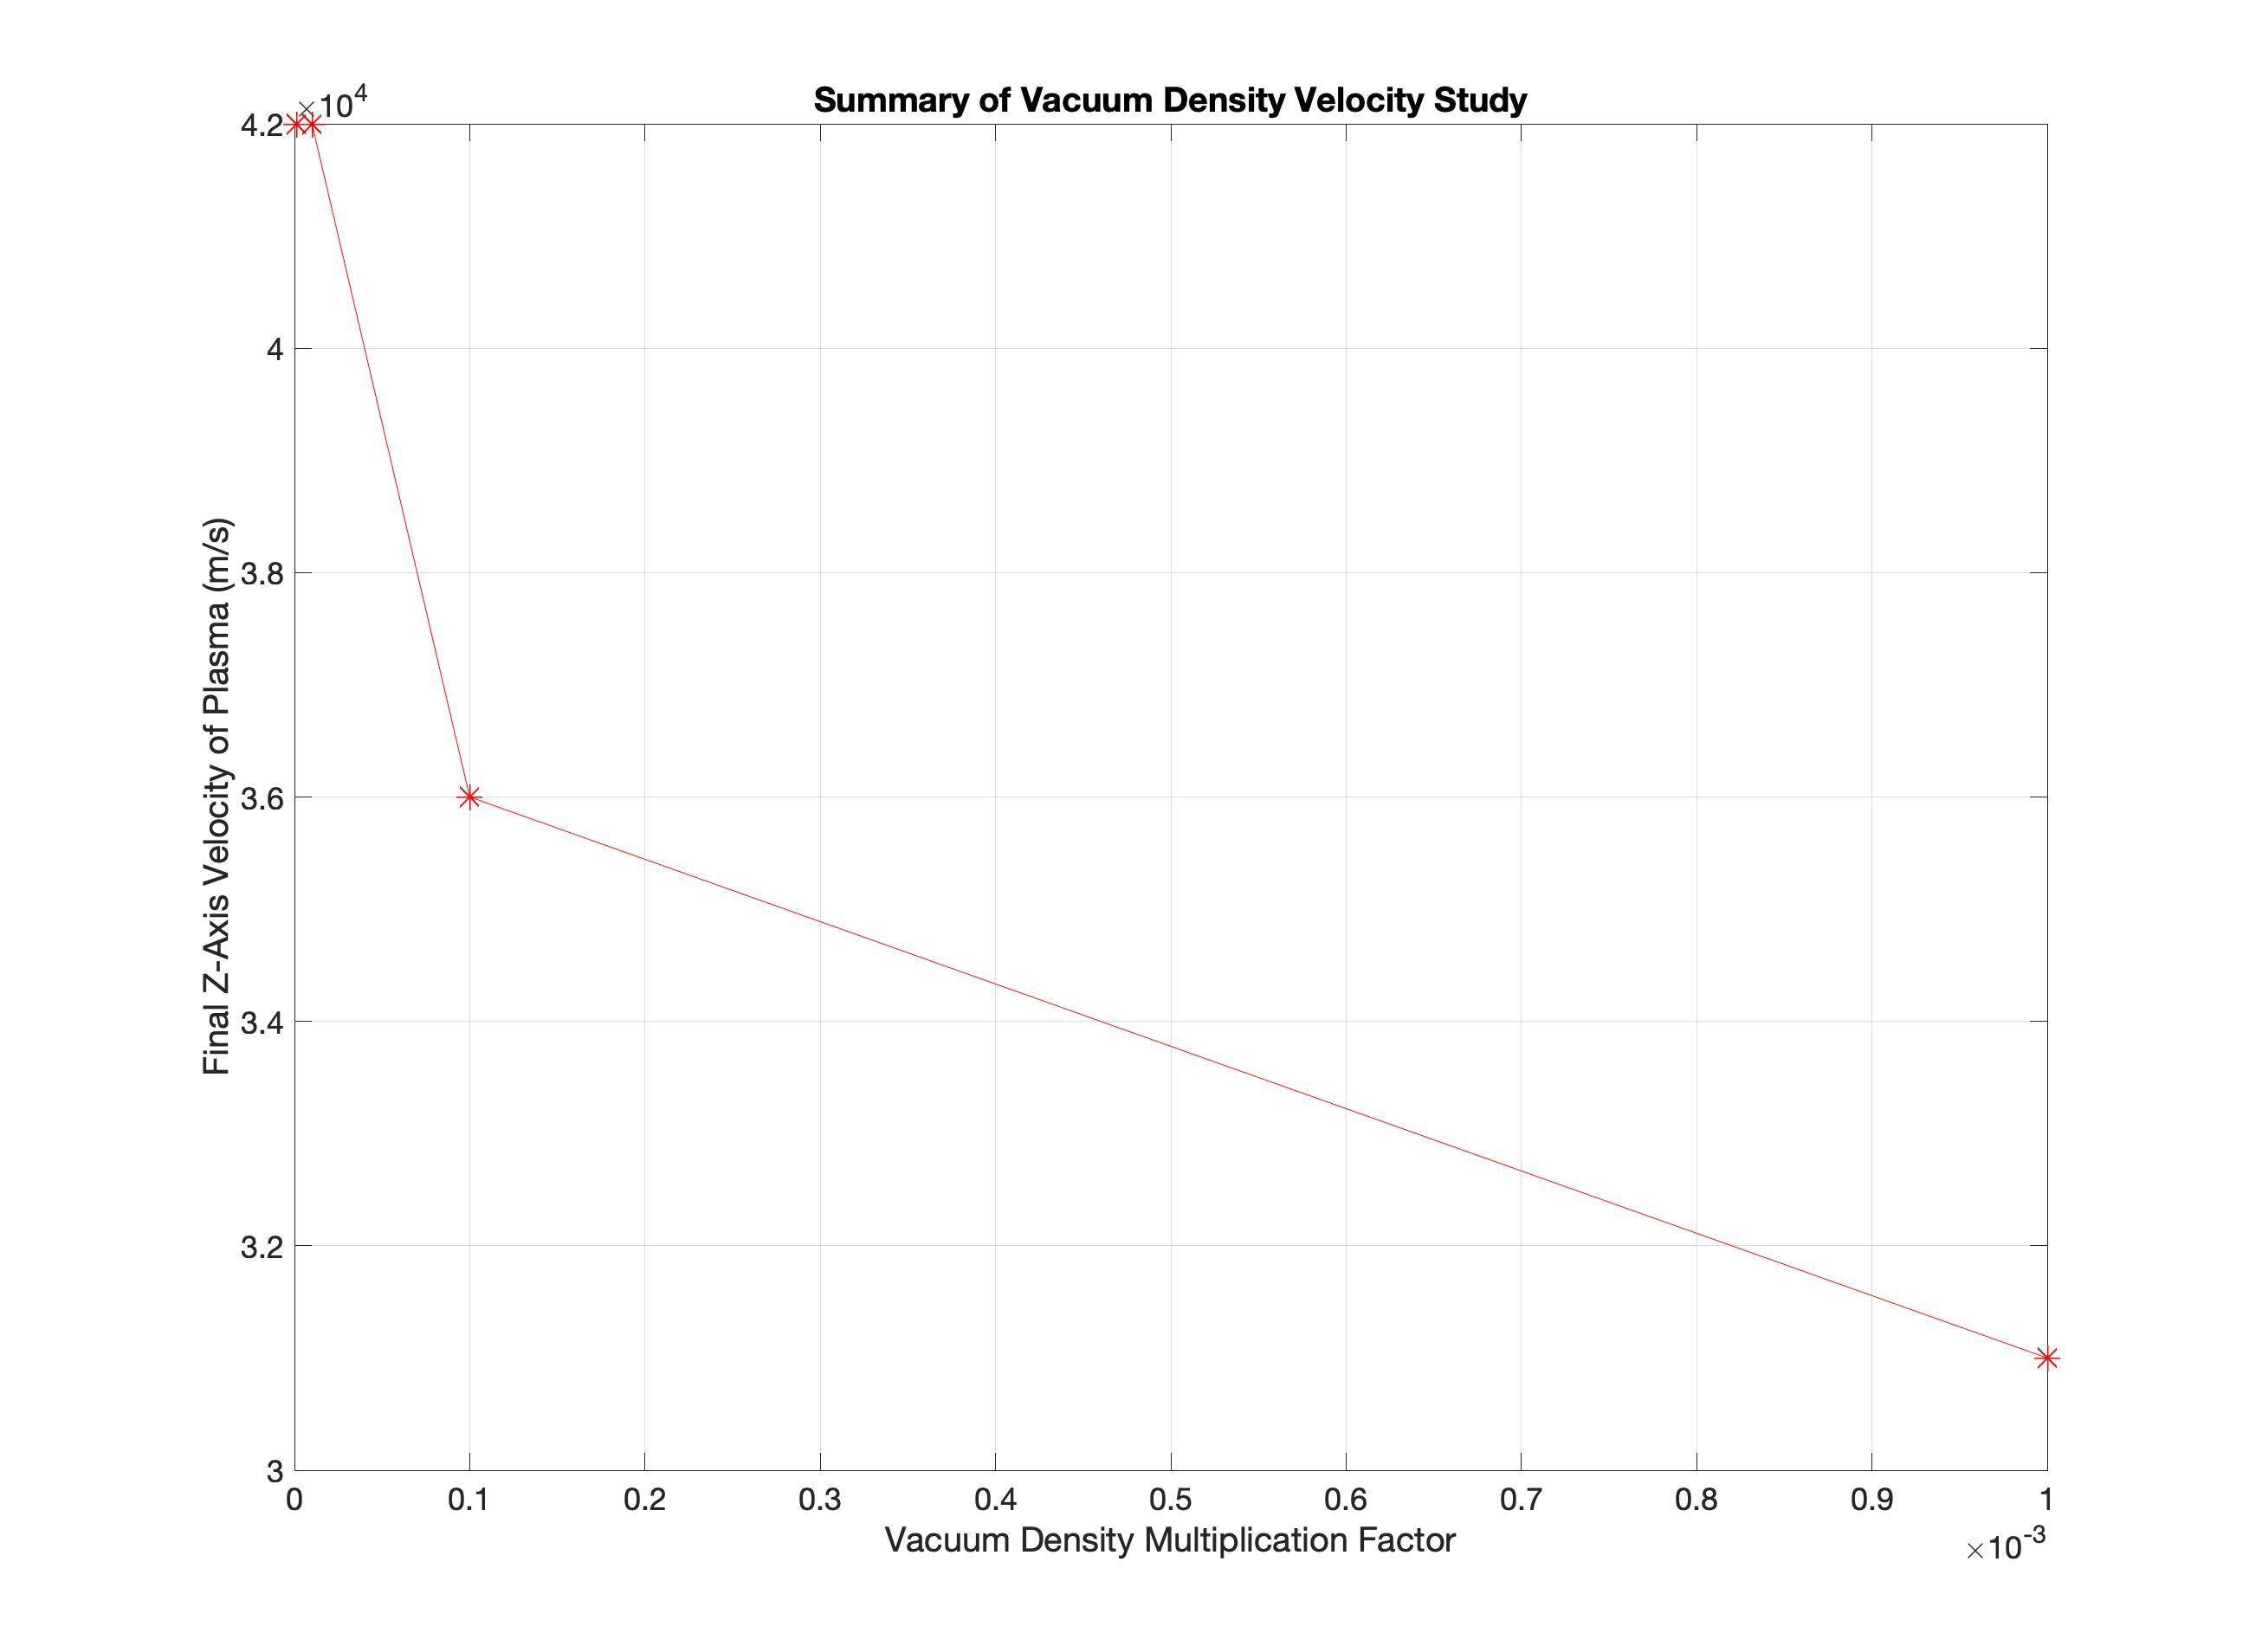 Summary of Vacuum Density Velocity Study
×10⁴
4.2
4
3.8
3.6
3.4
3.2
3
Final Z-Axis Velocity of Plasma (m/s)
0 0.1 0.2 0.3 0.4 0.5 0.6 0.7 0.8 0.9 1
Vacuum Density Multiplication Factor
×10⁻³